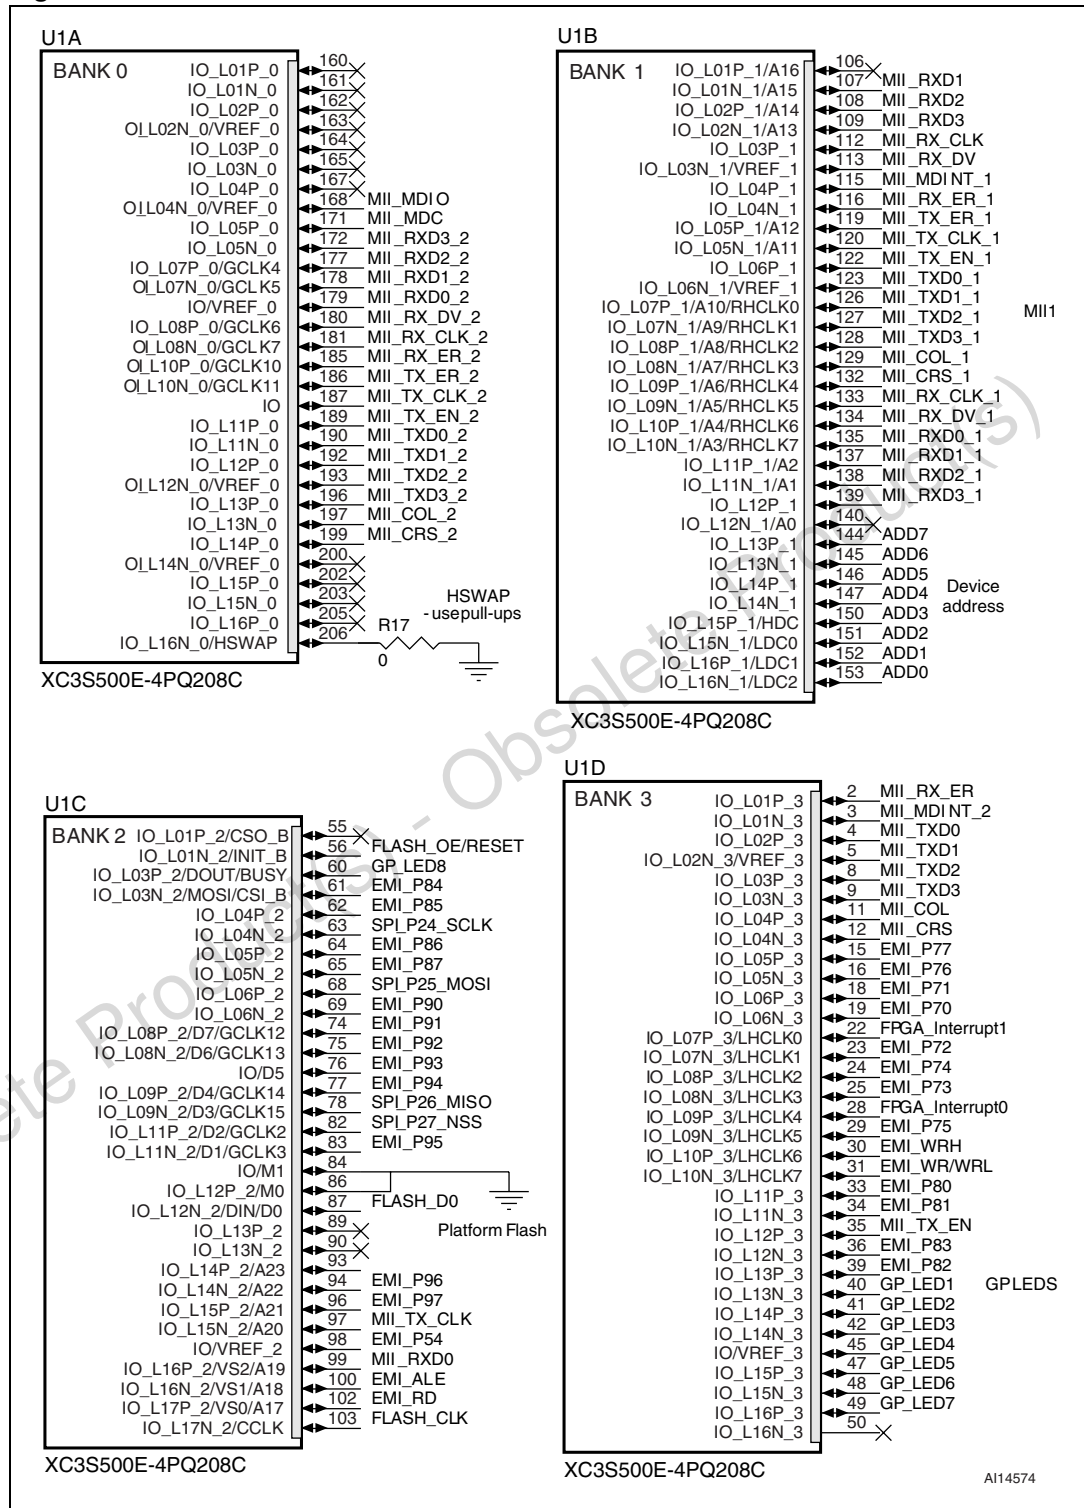 U1A
BANK 0
IO_L01P_0 160
IO_L01N_0 161
IO_L02P_0 162
OI_L02N_0/VREF_0 163
IO_L03P_0 164
IO_L03N_0 165
IO_L04P_0 167
OI_L04N_0/VREF_0 168 MII_MDIO
IO_L05P_0 171 MII_MDC
IO_L05N_0 172 MII_RXD3_2
IO_L07P_0/GCLK4 177 MII_RXD2_2
OI_L07N_0/GCLK5 178 MII_RXD1_2
IO/VREF_0 179 MII_RXD0_2
IO_L08P_0/GCLK6 180 MII_RX_DV_2
OI_L08N_0/GCLK7 181 MII_RX_CLK_2
OI_L10P_0/GCLK10 185 MII_RX_ER_2
OI_L10N_0/GCLK11 186 MII_TX_ER_2
IO 187 MII_TX_CLK_2
IO_L11P_0 189 MII_TX_EN_2
IO_L11N_0 190 MII_TXD0_2
IO_L12P_0 192 MII_TXD1_2
OI_L12N_0/VREF_0 193 MII_TXD2_2
IO_L13P_0 196 MII_TXD3_2
IO_L13N_0 197 MII_COL_2
IO_L14P_0 199 MII_CRS_2
OI_L14N_0/VREF_0 200
IO_L15P_0 202
IO_L15N_0 203
IO_L16P_0 205
IO_L16N_0/HSWAP 206
HSWAP
-usepull-ups
R17
0
XC3S500E-4PQ208C
U1B
BANK 1
IO_L01P_1/A16 106
IO_L01N_1/A15 107 MII_RXD1
IO_L02P_1/A14 108 MII_RXD2
IO_L02N_1/A13 109 MII_RXD3
IO_L03P_1 112 MII_RX_CLK
IO_L03N_1/VREF_1 113 MII_RX_DV
IO_L04P_1 115 MII_MDINT_1
IO_L04N_1 116 MII_RX_ER_1
IO_L05P_1/A12 119 MII_TX_ER_1
IO_L05N_1/A11 120 MII_TX_CLK_1
IO_L06P_1 122 MII_TX_EN_1
IO_L06N_1/VREF_1 123 MII_TXD0_1
IO_L07P_1/A10/RHCLK0 126 MII_TXD1_1
IO_L07N_1/A9/RHCLK1 127 MII_TXD2_1
IO_L08P_1/A8/RHCLK2 128 MII_TXD3_1
IO_L08N_1/A7/RHCLK3 129 MII_COL_1
IO_L09P_1/A6/RHCLK4 132 MII_CRS_1
IO_L09N_1/A5/RHCLK5 133 MII_RX_CLK_1
IO_L10P_1/A4/RHCLK6 134 MII_RX_DV_1
IO_L10N_1/A3/RHCLK7 135 MII_RXD0_1
IO_L11P_1/A2 137 MII_RXD1_1
IO_L11N_1/A1 138 MII_RXD2_1
IO_L12P_1 139 MII_RXD3_1
IO_L12N_1/A0 140
IO_L13P_1 144 ADD7
IO_L13N_1 145 ADD6
IO_L14P_1 146 ADD5
IO_L14N_1 147 ADD4
IO_L15P_1/HDC 150 ADD3
IO_L15N_1/LDC0 151 ADD2
IO_L16P_1/LDC1 152 ADD1
IO_L16N_1/LDC2 153 ADD0
MII1
Device
address
XC3S500E-4PQ208C
U1C
BANK 2
IO_L01P_2/CSO_B 55
IO_L01N_2/INIT_B 56 FLASH_OE/RESET
IO_L03P_2/DOUT/BUSY 60 GP_LED8
IO_L03N_2/MOSI/CSI_B 61 EMI_P84
IO_L04P_2 62 EMI_P85
IO_L04N_2 63 SPI_P24_SCLK
IO_L05P_2 64 EMI_P86
IO_L05N_2 65 EMI_P87
IO_L06P_2 68 SPI_P25_MOSI
IO_L06N_2 69 EMI_P90
IO_L08P_2/D7/GCLK12 74 EMI_P91
IO_L08N_2/D6/GCLK13 75 EMI_P92
IO/D5 76 EMI_P93
IO_L09P_2/D4/GCLK14 77 EMI_P94
IO_L09N_2/D3/GCLK15 78 SPI_P26_MISO
IO_L11P_2/D2/GCLK2 82 SPI_P27_NSS
IO_L11N_2/D1/GCLK3 83 EMI_P95
IO/M1 84
IO_L12P_2/M0 86
IO_L12N_2/DIN/D0 87 FLASH_D0
IO_L13P_2 89
IO_L13N_2 90
IO_L14P_2/A23 93
IO_L14N_2/A22 94 EMI_P96
IO_L15P_2/A21 96 EMI_P97
IO_L15N_2/A20 97 MII_TX_CLK
IO/VREF_2 98 EMI_P54
IO_L16P_2/VS2/A19 99 MII_RXD0
IO_L16N_2/VS1/A18 100 EMI_ALE
IO_L17P_2/VS0/A17 102 EMI_RD
IO_L17N_2/CCLK 103 FLASH_CLK
Platform Flash
XC3S500E-4PQ208C
U1D
BANK 3
IO_L01P_3 2 MII_RX_ER
IO_L01N_3 3 MII_MDINT_2
IO_L02P_3 4 MII_TXD0
IO_L02N_3/VREF_3 5 MII_TXD1
IO_L03P_3 8 MII_TXD2
IO_L03N_3 9 MII_TXD3
IO_L04P_3 11 MII_COL
IO_L04N_3 12 MII_CRS
IO_L05P_3 15 EMI_P77
IO_L05N_3 16 EMI_P76
IO_L06P_3 18 EMI_P71
IO_L06N_3 19 EMI_P70
IO_L07P_3/LHCLK0 22 FPGA_Interrupt1
IO_L07N_3/LHCLK1 23 EMI_P72
IO_L08P_3/LHCLK2 24 EMI_P74
IO_L08N_3/LHCLK3 25 EMI_P73
IO_L09P_3/LHCLK4 28 FPGA_Interrupt0
IO_L09N_3/LHCLK5 29 EMI_P75
IO_L10P_3/LHCLK6 30 EMI_WRH
IO_L10N_3/LHCLK7 31 EMI_WR/WRL
IO_L11P_3 33 EMI_P80
IO_L11N_3 34 EMI_P81
IO_L12P_3 35 MII_TX_EN
IO_L12N_3 36 EMI_P83
IO_L13P_3 39 EMI_P82
IO_L13N_3 40 GP_LED1
IO_L14P_3 41 GP_LED2
IO_L14N_3 42 GP_LED3
IO/VREF_3 45 GP_LED4
IO_L15P_3 47 GP_LED5
IO_L15N_3 48 GP_LED6
IO_L16P_3 49 GP_LED7
IO_L16N_3 50
GPLEDS
XC3S500E-4PQ208C
AI14574
ete Product(s) - Obsolete Product(s)